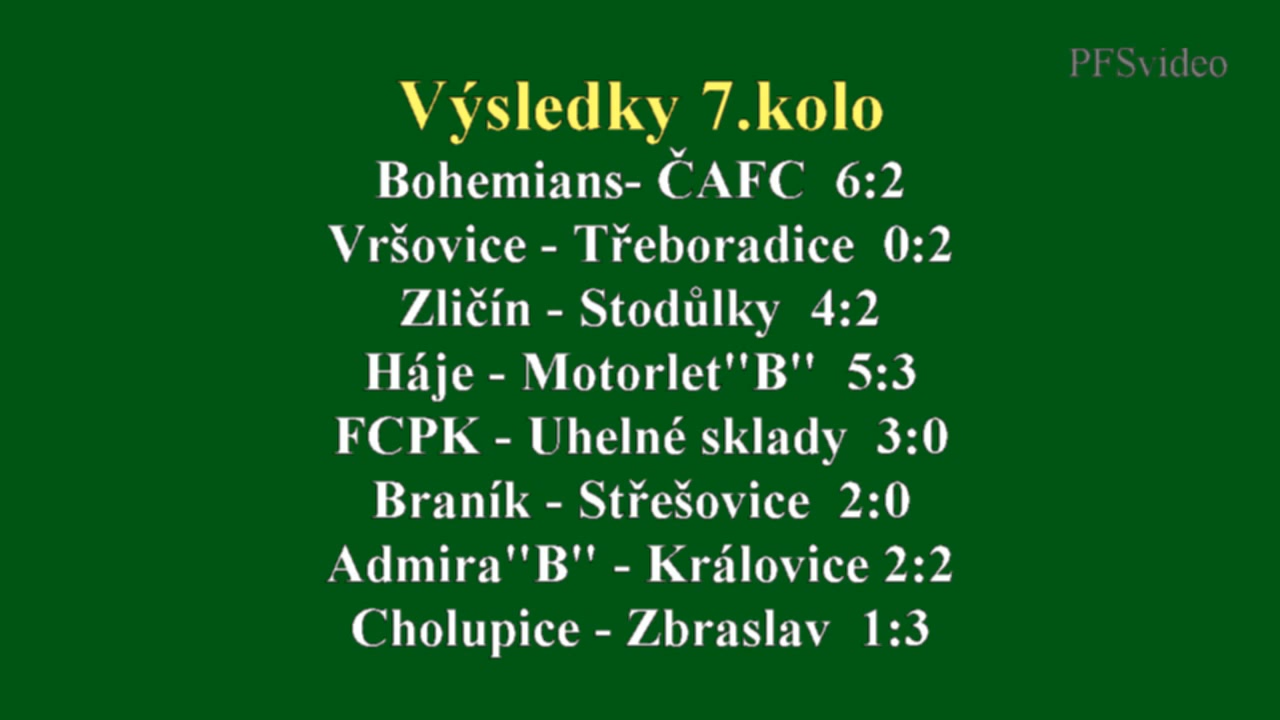 PFSvideo
Výsledky 7.kolo
Bohemians- ČAFC 6:2
Vršovice - Třeboradice 0:2
Zličín - Stodůlky 4:2
Háje - Motorlet"B" 5:3
FCPK - Uhelné sklady 3:0
Braník - Střešovice 2:0
Admira"B" - Královice 2:2
Cholupice - Zbraslav 1:3